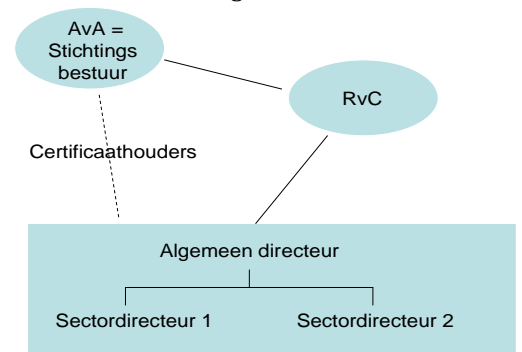 AvA =
Stichtings
bestuur
RvC
Certificaathouders
Algemeen directeur
Sectordirecteur 1
Sectordirecteur 2